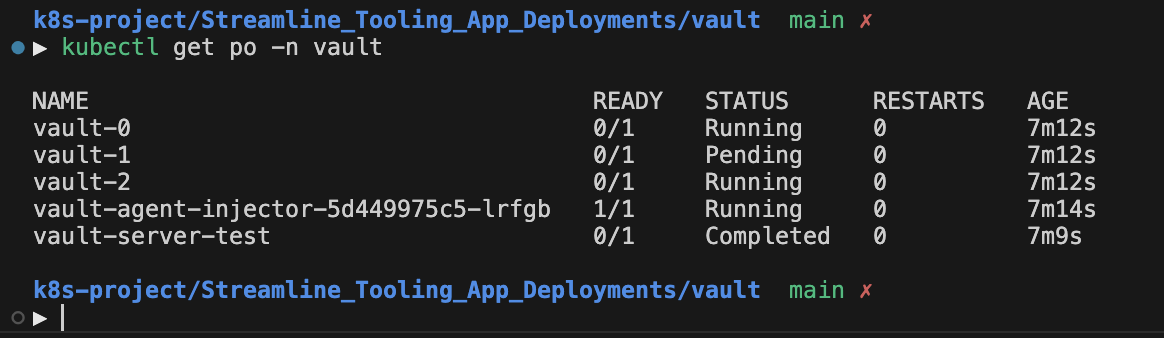 k8s-project/Streamline_Tooling_App_Deployments/vault main ✗
▶ kubectl get po -n vault
NAME READY STATUS RESTARTS AGE
vault-0 0/1 Running 0 7m12s
vault-1 0/1 Pending 0 7m12s
vault-2 0/1 Running 0 7m12s
vault-agent-injector-5d449975c5-lrfgb 1/1 Running 0 7m14s
vault-server-test 0/1 Completed 0 7m9s
k8s-project/Streamline_Tooling_App_Deployments/vault main ✗
▶